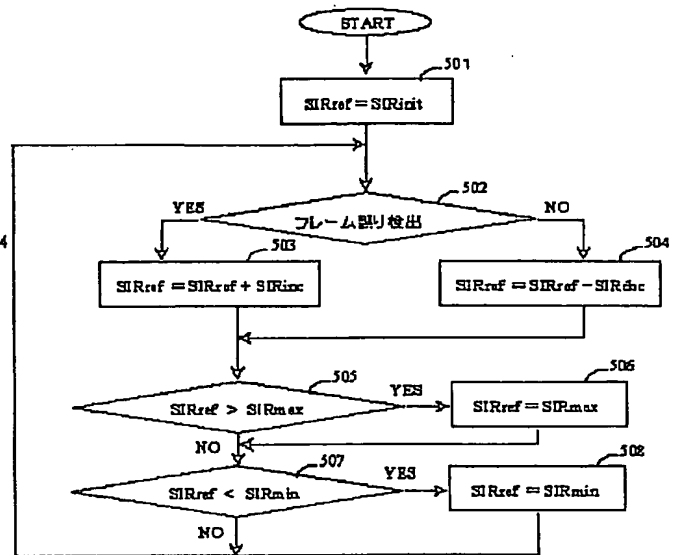 START
501
SIRref = SIRinit
502
YES
フレーム誤り検出
NO
4
503
504
SIRref = SIRref + SIRinc
SIRref = SIRref - SIRdec
505
506
SIRref > SIRmax
YES
SIRref = SIRmax
NO
507
508
SIRref < SIRmin
YES
SIRref = SIRmin
NO